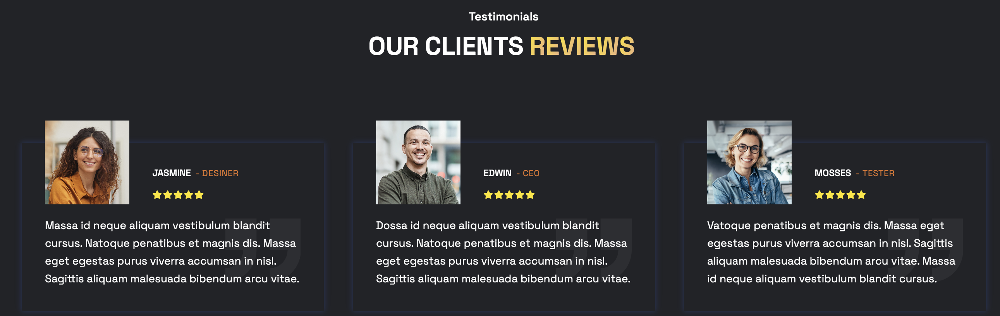 Testimonials
OUR CLIENTS REVIEWS
JASMINE - DESINER
Massa id neque aliquam vestibulum blandit
cursus. Natoque penatibus et magnis dis. Massa
eget egestas purus viverra accumsan in nisl.
Sagittis aliquam malesuada bibendum arcu vitae.
EDWIN - CEO
Dossa id neque aliquam vestibulum blandit
cursus. Natoque penatibus et magnis dis. Massa
eget egestas purus viverra accumsan in nisl.
Sagittis aliquam malesuada bibendum arcu vitae.
MOSSES - TESTER
Vatoque penatibus et magnis dis. Massa eget
egestas purus viverra accumsan in nisl. Sagittis
aliquam malesuada bibendum arcu vitae. Massa
id neque aliquam vestibulum blandit cursus.